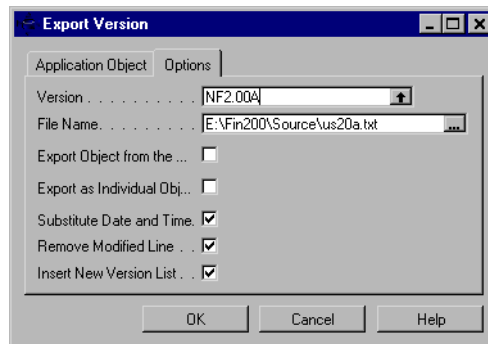 Export Version
Application Object Options
Version . . . . . . . . . . NF2.00A
File Name. . . . . . . . . E:\Fin200\Source\us20a.txt ...
Export Object from the ...
Export as Individual Obj...
Substitute Date and Time.
Remove Modified Line . .
Insert New Version List . .
OK Cancel Help